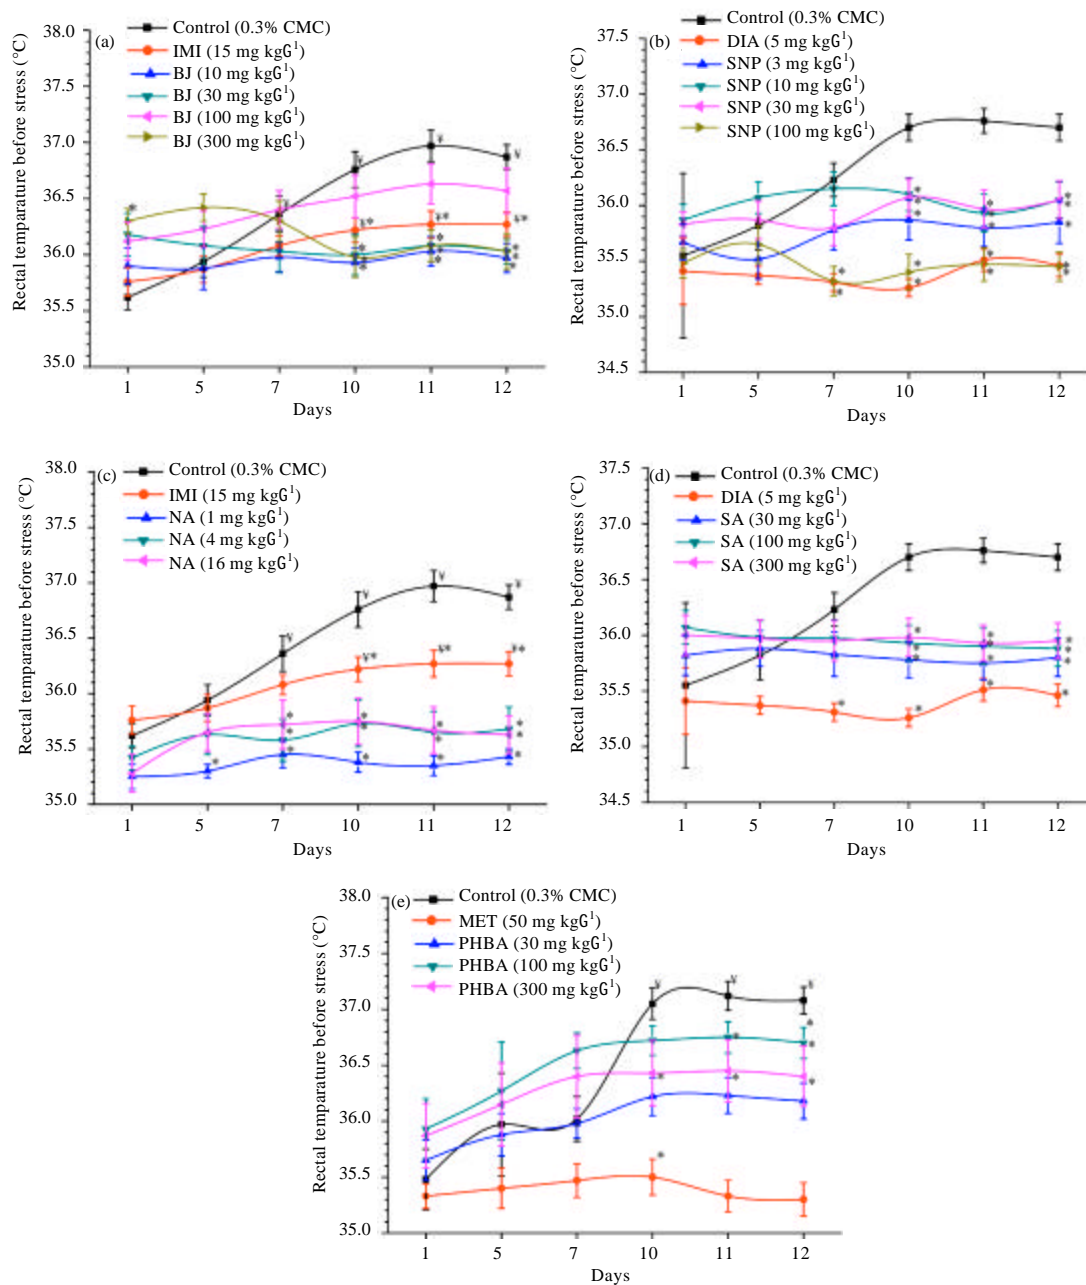 (a)
Control (0.3% CMC)
IMI (15 mg kgG¹)
BJ (10 mg kgG¹)
BJ (30 mg kgG¹)
BJ (100 mg kgG¹)
BJ (300 mg kgG¹)
Rectal temparature before stress (°C)
38.0
37.5
37.0
36.5
36.0
35.5
35.0
1 5 7 10 11 12
Days
(b)
Control (0.3% CMC)
DIA (5 mg kgG¹)
SNP (3 mg kgG¹)
SNP (10 mg kgG¹)
SNP (30 mg kgG¹)
SNP (100 mg kgG¹)
Rectal temparature before stress (°C)
36.5
37.0
36.5
36.0
35.5
35.0
34.5
1 5 7 10 11 12
Days
(c)
Control (0.3% CMC)
IMI (15 mg kgG¹)
NA (1 mg kgG¹)
NA (4 mg kgG¹)
NA (16 mg kgG¹)
Rectal temparature before stress (°C)
38.0
37.5
37.0
36.5
36.0
35.5
35.0
1 5 7 10 11 12
Days
(d)
Control (0.3% CMC)
DIA (5 mg kgG¹)
SA (30 mg kgG¹)
SA (100 mg kgG¹)
SA (300 mg kgG¹)
Rectal temparature before stress (°C)
37.5
37.0
36.5
36.0
35.5
35.0
34.5
1 5 7 10 11 12
Days
(e)
Control (0.3% CMC)
MET (50 mg kgG¹)
PHBA (30 mg kgG¹)
PHBA (100 mg kgG¹)
PHBA (300 mg kgG¹)
Rectal temparature before stress (°C)
38.0
37.5
37.0
36.5
36.0
35.5
35.0
1 5 7 10 11 12
Days